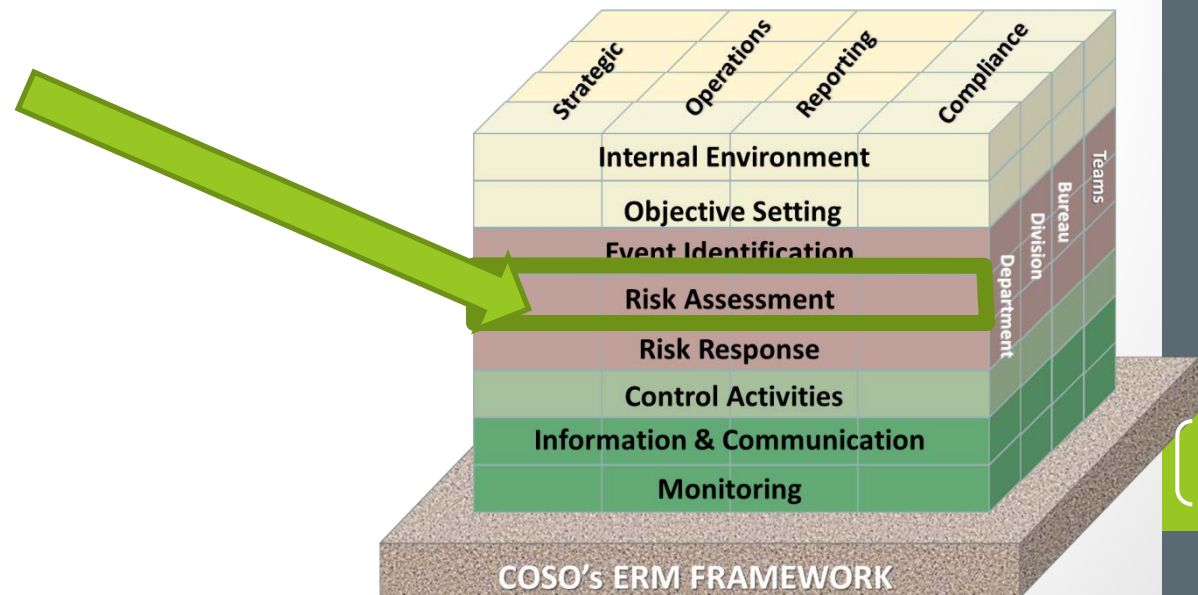 Strategic
Operations
Reporting
Compliance
Internal Environment
Objective Setting
Event Identification
Risk Assessment
Risk Response
Control Activities
Information & Communication
Monitoring
Department
Division
Bureau
Teams
COSO's ERM FRAMEWORK